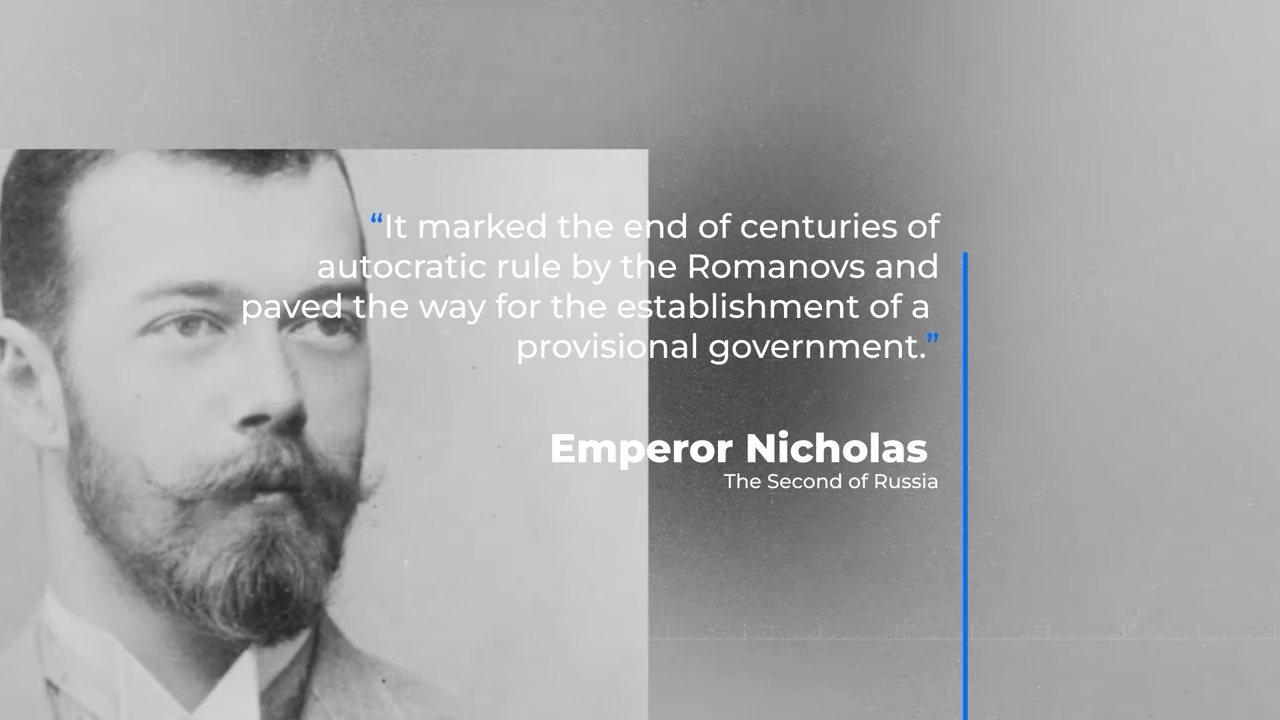 “It marked the end of centuries of
autocratic rule by the Romanovs and
paved the way for the establishment of a
provisional government.”
Emperor Nicholas
The Second of Russia